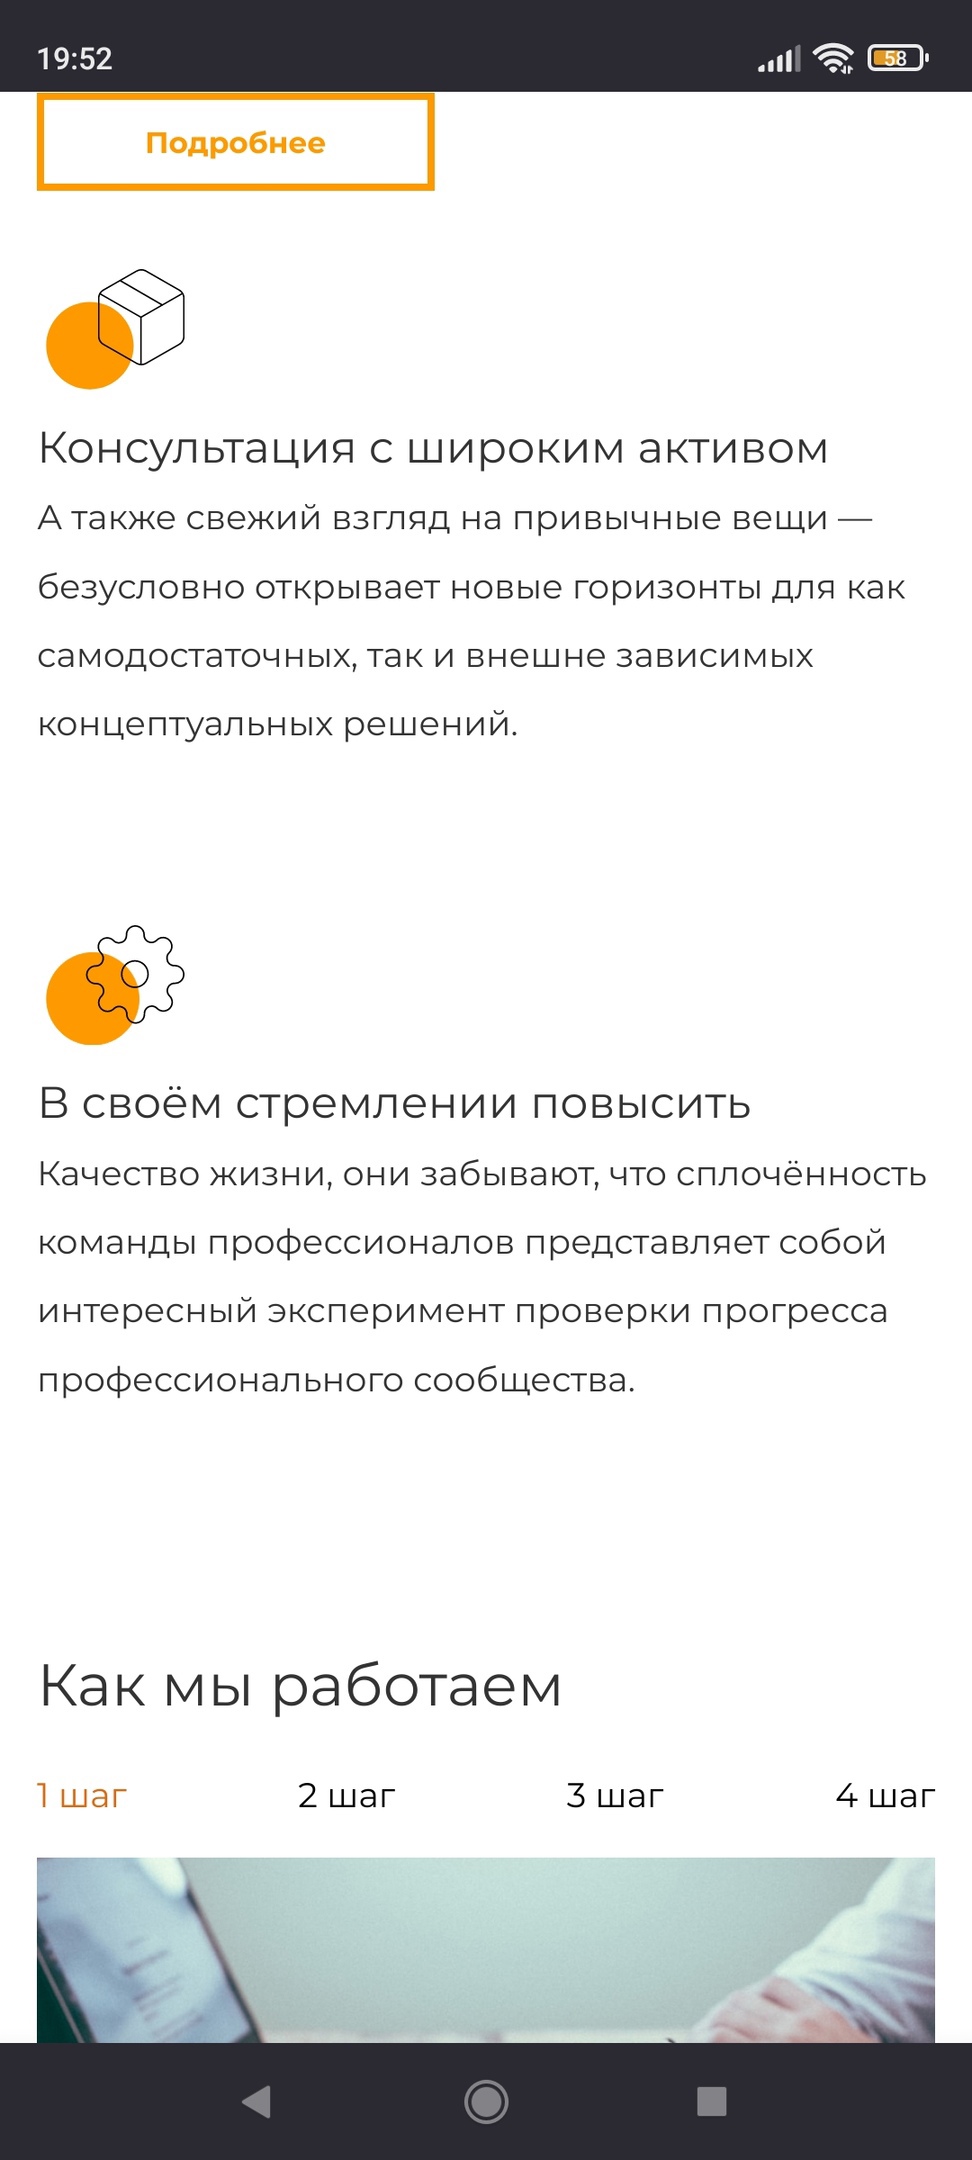 19:52
58
Подробнее
Консультация с широким активом
А также свежий взгляд на привычные вещи —
безусловно открывает новые горизонты для как
самодостаточных, так и внешне зависимых
концептуальных решений.
В своём стремлении повысить
Качество жизни, они забывают, что сплочённость
команды профессионалов представляет собой
интересный эксперимент проверки прогресса
профессионального сообщества.
Как мы работаем
1 шаг 2 шаг 3 шаг 4 шаг